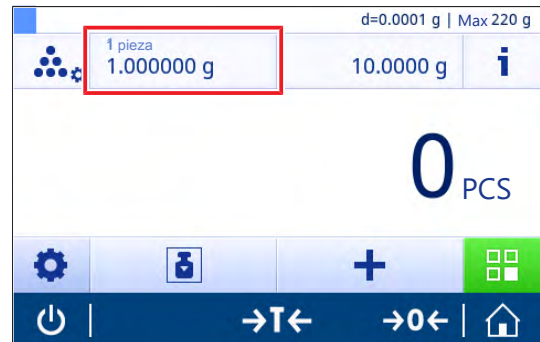 d=0.0001 g | Max 220 g
1 pieza
1.000000 g
10.0000 g
i
0 PCS
→T← →0←